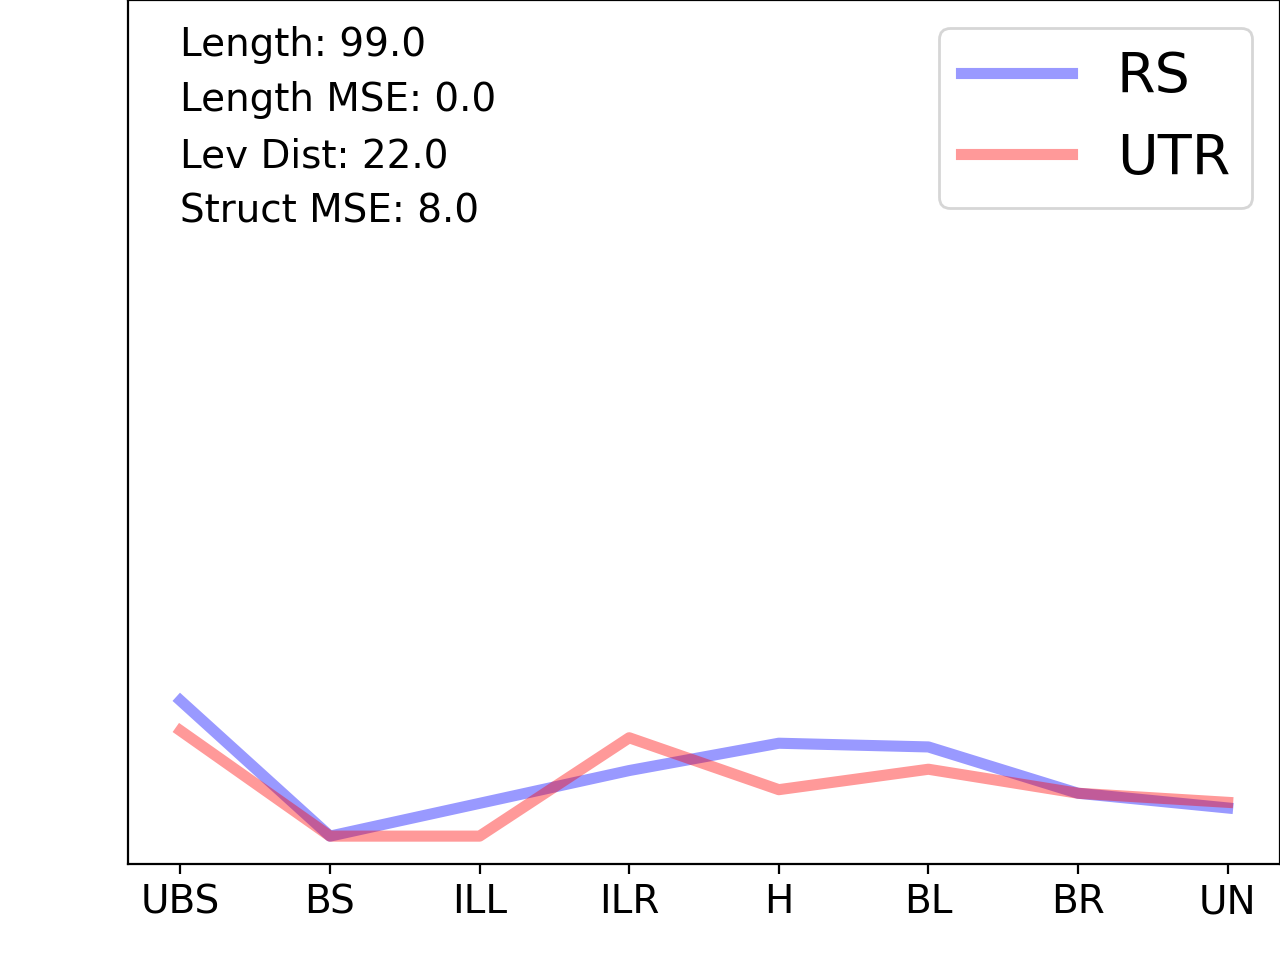 Length: 99.0
Length MSE: 0.0
Lev Dist: 22.0
Struct MSE: 8.0
RS
UTR
UBS BS ILL ILR H BL BR UN